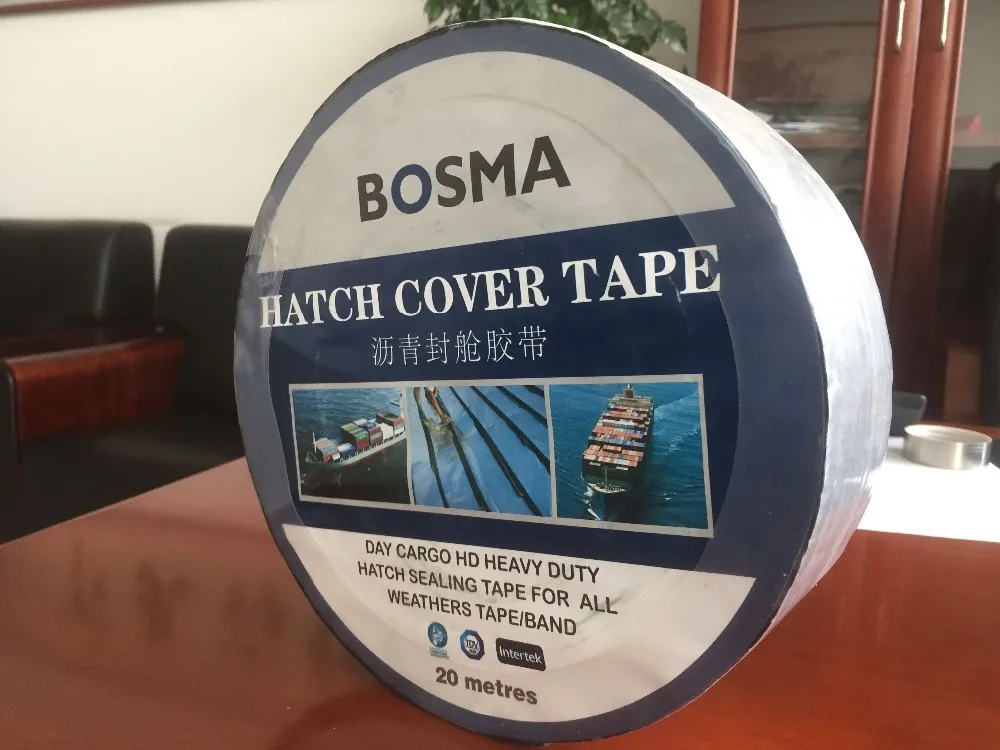 BOSMA
HATCH COVER TAPE
沥青封舱胶带
DAY CARGO HD HEAVY DUTY
HATCH SEALING TAPE FOR ALL
WEATHERS TAPE/BAND
Intertek
20 metres